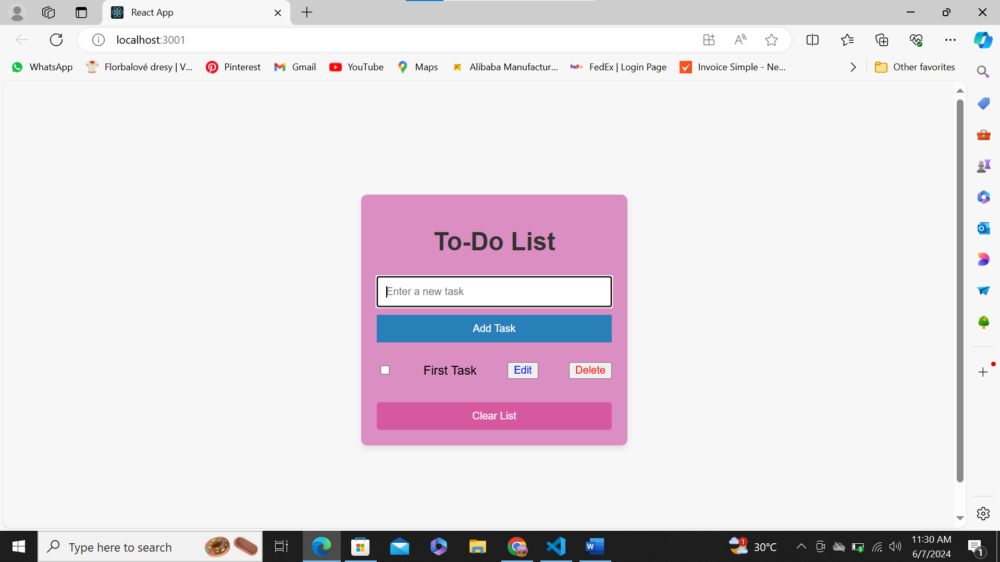 React App
localhost:3001
WhatsApp
Florbalové dresy | V...
Pinterest
Gmail
YouTube
Maps
Alibaba Manufactur...
FedEx | Login Page
Invoice Simple - Ne...
Other favorites
To-Do List
Enter a new task
Add Task
First Task
Edit
Delete
Clear List
Type here to search
1
30°C
11:30 AM
6/7/2024
1